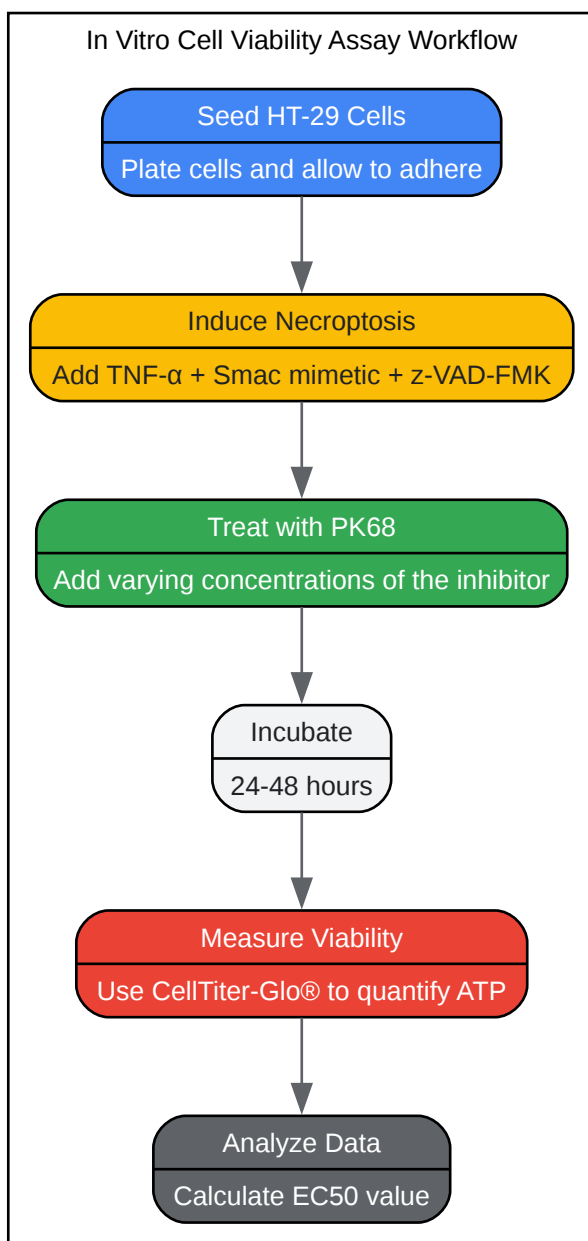 In Vitro Cell Viability Assay Workflow
Seed HT-29 Cells
Plate cells and allow to adhere
Induce Necroptosis
Add TNF-α + Smac mimetic + z-VAD-FMK
Treat with PK68
Add varying concentrations of the inhibitor
Incubate
24-48 hours
Measure Viability
Use CellTiter-Glo® to quantify ATP
Analyze Data
Calculate EC50 value